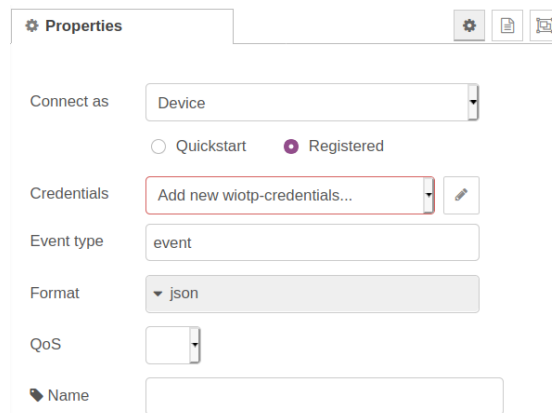 Properties
Connect as
Device
Quickstart
Registered
Credentials
Add new wiotp-credentials...
Event type
event
Format
json
QoS
Name